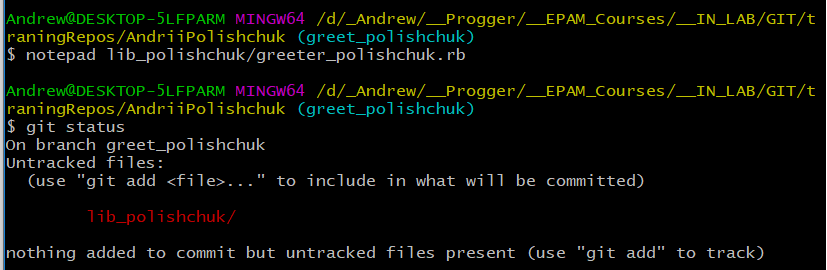 Andrew@DESKTOP-5LFPARM MINGW64 /d/_Andrew/__Progger/__EPAM_Courses/__IN_LAB/GIT/t
raningRepos/AndriiPolishchuk (greet_polishchuk)
$ notepad lib_polishchuk/greeter_polishchuk.rb
Andrew@DESKTOP-5LFPARM MINGW64 /d/_Andrew/__Progger/__EPAM_Courses/__IN_LAB/GIT/t
raningRepos/AndriiPolishchuk (greet_polishchuk)
$ git status
On branch greet_polishchuk
Untracked files:
  (use "git add <file>..." to include in what will be committed)
        lib_polishchuk/
nothing added to commit but untracked files present (use "git add" to track)